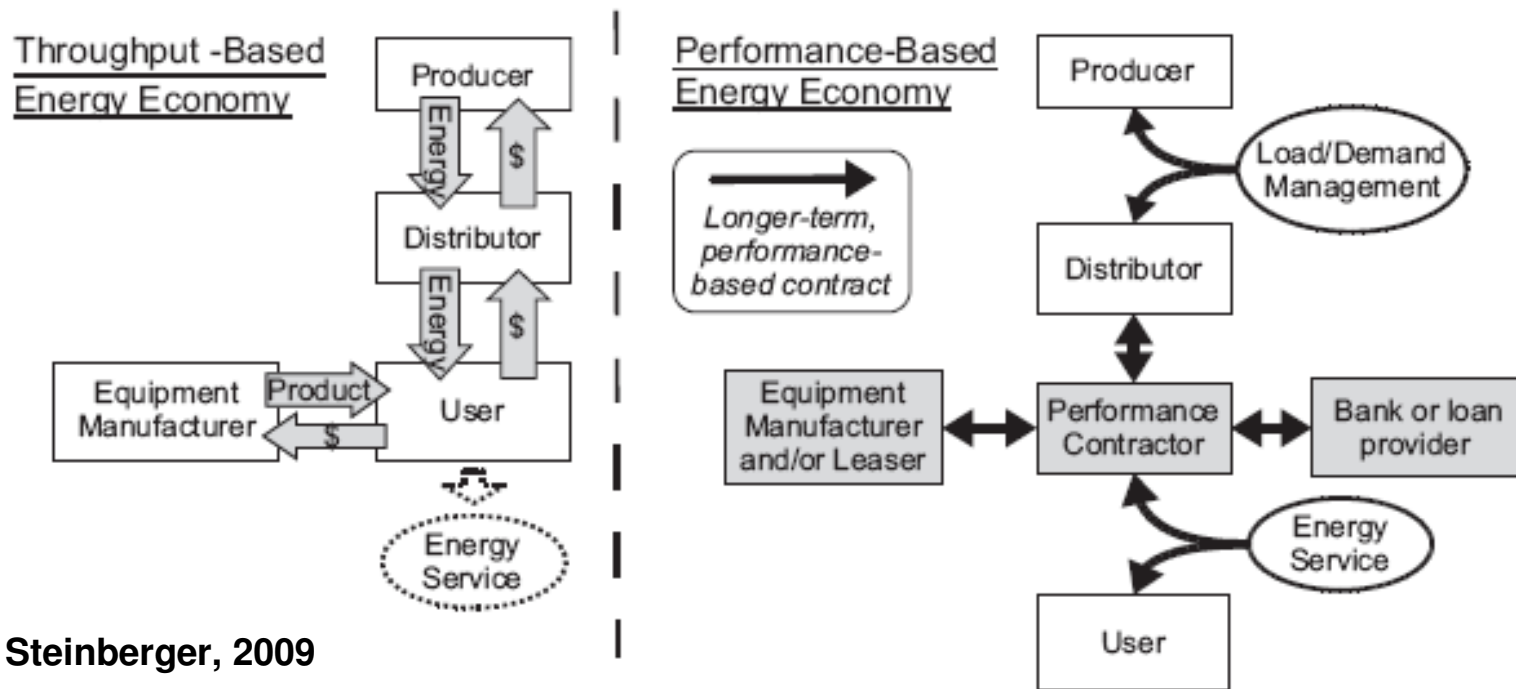 Throughput -Based
Energy Economy
Producer
Energy
$
Distributor
Energy
$
Equipment
Manufacturer
Product
$
User
Energy
Service
Steinberger, 2009
Performance-Based
Energy Economy
Longer-term,
performance-
based contract
Producer
Load/Demand
Management
Distributor
Equipment
Manufacturer
and/or Leaser
Performance
Contractor
Bank or loan
provider
Energy
Service
User